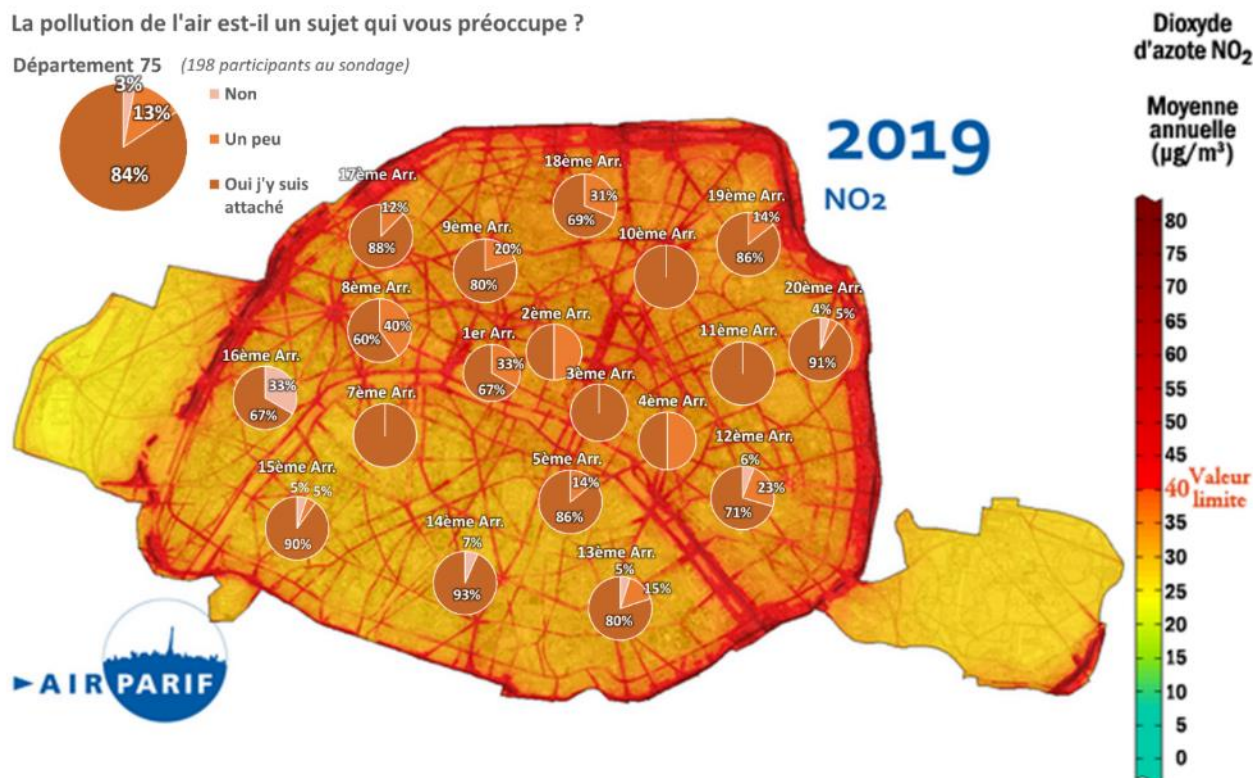 La pollution de l'air est-il un sujet qui vous préoccupe ?
Département 75 (198 participants au sondage)
3%
13%
84%
Non
Un peu
Oui j'y suis
attaché
2019
NO2
Dioxyde
d'azote NO2
Moyenne
annuelle
(µg/m³)
80
75
70
65
60
55
50
45
40 Valeur
limite
35
30
25
20
15
10
5
0
17ème Arr.
12%
88%
18ème Arr.
31%
69%
19ème Arr.
14%
86%
9ème Arr.
20%
80%
10ème Arr.
8ème Arr.
40%
60%
1er Arr.
33%
67%
2ème Arr.
11ème Arr.
20ème Arr.
4%
5%
91%
16ème Arr.
33%
67%
7ème Arr.
3ème Arr.
4ème Arr.
12ème Arr.
6%
23%
71%
15ème Arr.
5%
5%
90%
5ème Arr.
14%
86%
14ème Arr.
7%
93%
13ème Arr.
5%
15%
80%
AIRPARIF